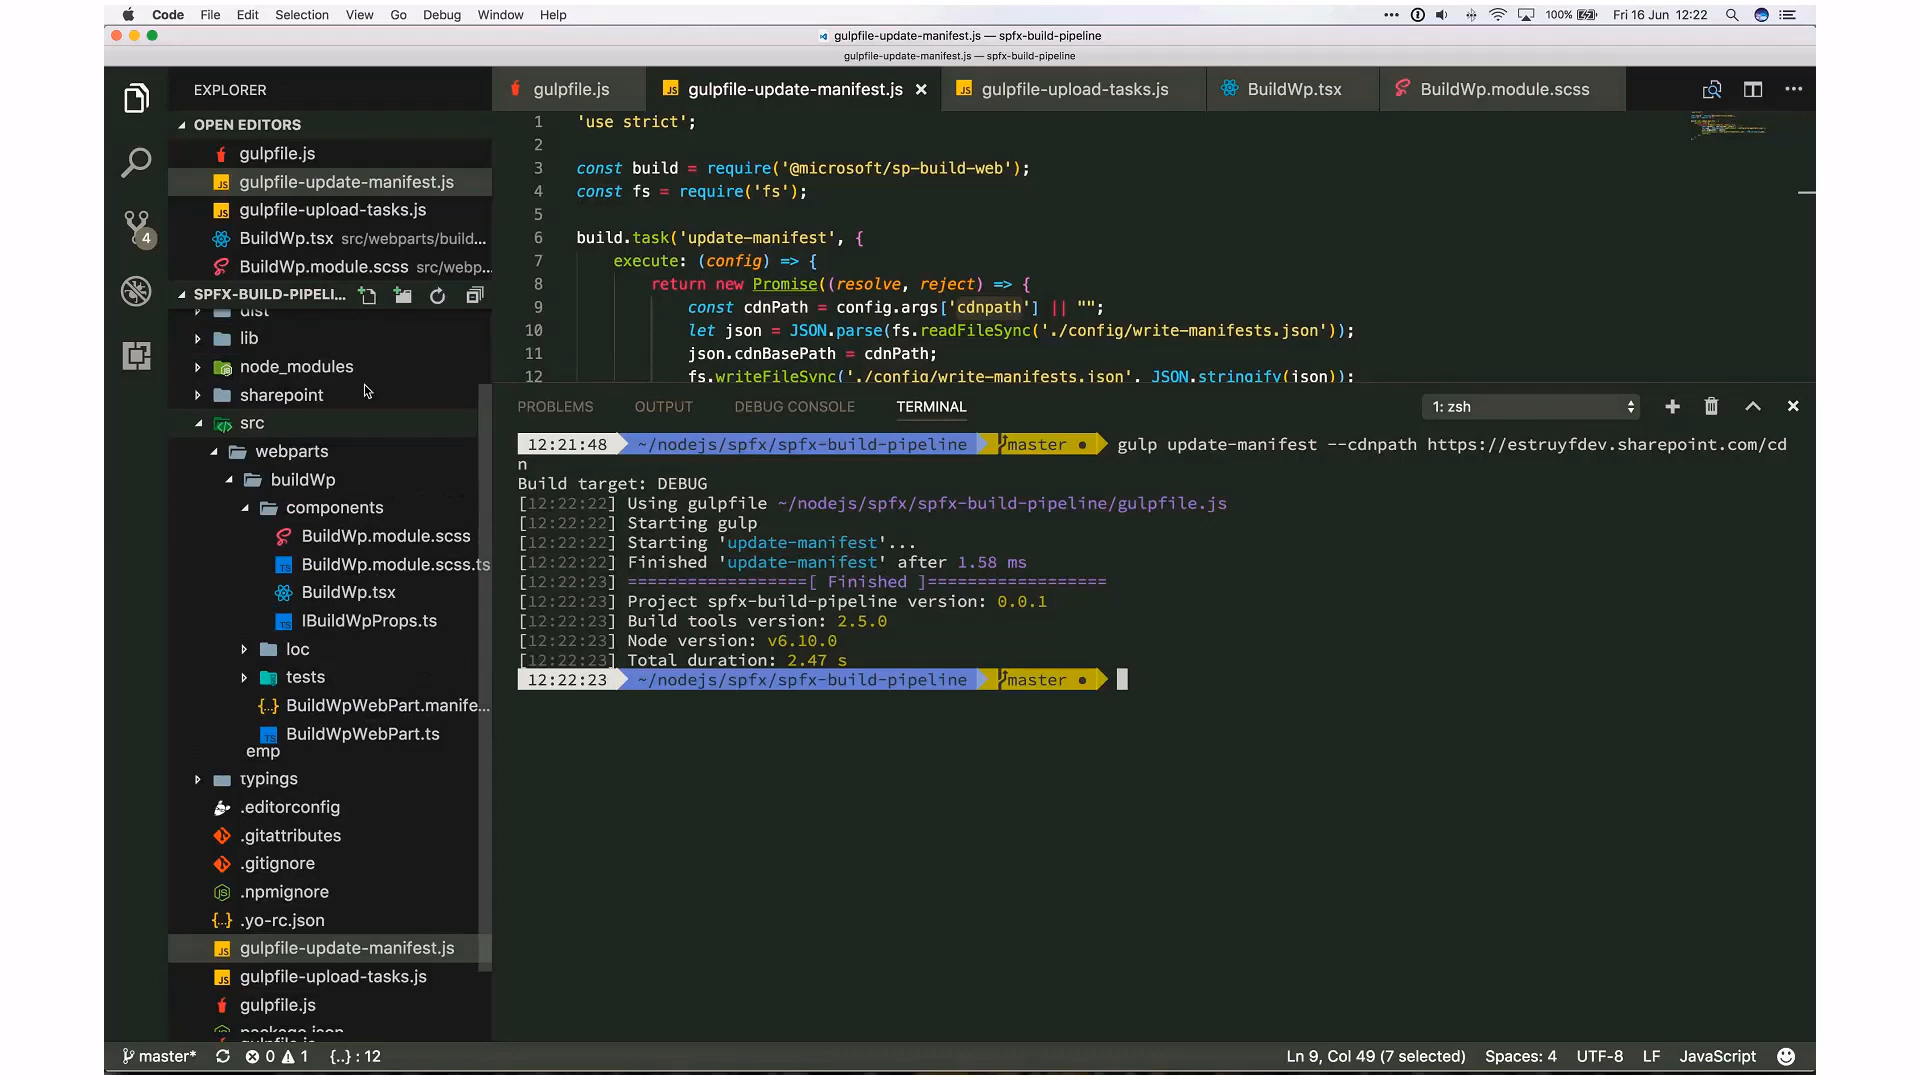 Code File Edit Selection View Go Debug Window Help 100% Fri 16 Jun 12:22
gulpfile-update-manifest.js — spfx-build-pipeline
gulpfile-update-manifest.js — spfx-build-pipeline
EXPLORER
OPEN EDITORS
gulpfile.js
gulpfile-update-manifest.js
gulpfile-upload-tasks.js
BuildWp.tsx src/webparts/build...
BuildWp.module.scss src/webp...
SPFX-BUILD-PIPELI...
dist
lib
node_modules
sharepoint
src
webparts
buildWp
components
BuildWp.module.scss
BuildWp.module.scss.ts
BuildWp.tsx
IBuildWpProps.ts
loc
tests
BuildWpWebPart.manife...
BuildWpWebPart.ts
emp
typings
.editorconfig
.gitattributes
.gitignore
.npmignore
.yo-rc.json
gulpfile-update-manifest.js
gulpfile-upload-tasks.js
gulpfile.js
package.json
4
gulpfile.js gulpfile-update-manifest.js gulpfile-upload-tasks.js BuildWp.tsx BuildWp.module.scss
1 'use strict';
2
3 const build = require('@microsoft/sp-build-web');
4 const fs = require('fs');
5
6 build.task('update-manifest', {
7 execute: (config) => {
8 return new Promise((resolve, reject) => {
9 const cdnPath = config.args['cdnpath'] || "";
10 let json = JSON.parse(fs.readFileSync('./config/write-manifests.json'));
11 json.cdnBasePath = cdnPath;
12 fs.writeFileSync('./config/write-manifests.json', JSON.stringify(json));
PROBLEMS OUTPUT DEBUG CONSOLE TERMINAL 1: zsh
12:21:48 ~/nodejs/spfx/spfx-build-pipeline master ● gulp update-manifest --cdnpath https://estruyfdev.sharepoint.com/cd
n
Build target: DEBUG
[12:22:22] Using gulpfile ~/nodejs/spfx/spfx-build-pipeline/gulpfile.js
[12:22:22] Starting gulp
[12:22:22] Starting 'update-manifest'...
[12:22:22] Finished 'update-manifest' after 1.58 ms
[12:22:23] ==================[ Finished ]==================
[12:22:23] Project spfx-build-pipeline version: 0.0.1
[12:22:23] Build tools version: 2.5.0
[12:22:23] Node version: v6.10.0
[12:22:23] Total duration: 2.47 s
12:22:23 ~/nodejs/spfx/spfx-build-pipeline master ●
master* 0 1 {..} : 12 Ln 9, Col 49 (7 selected) Spaces: 4 UTF-8 LF JavaScript